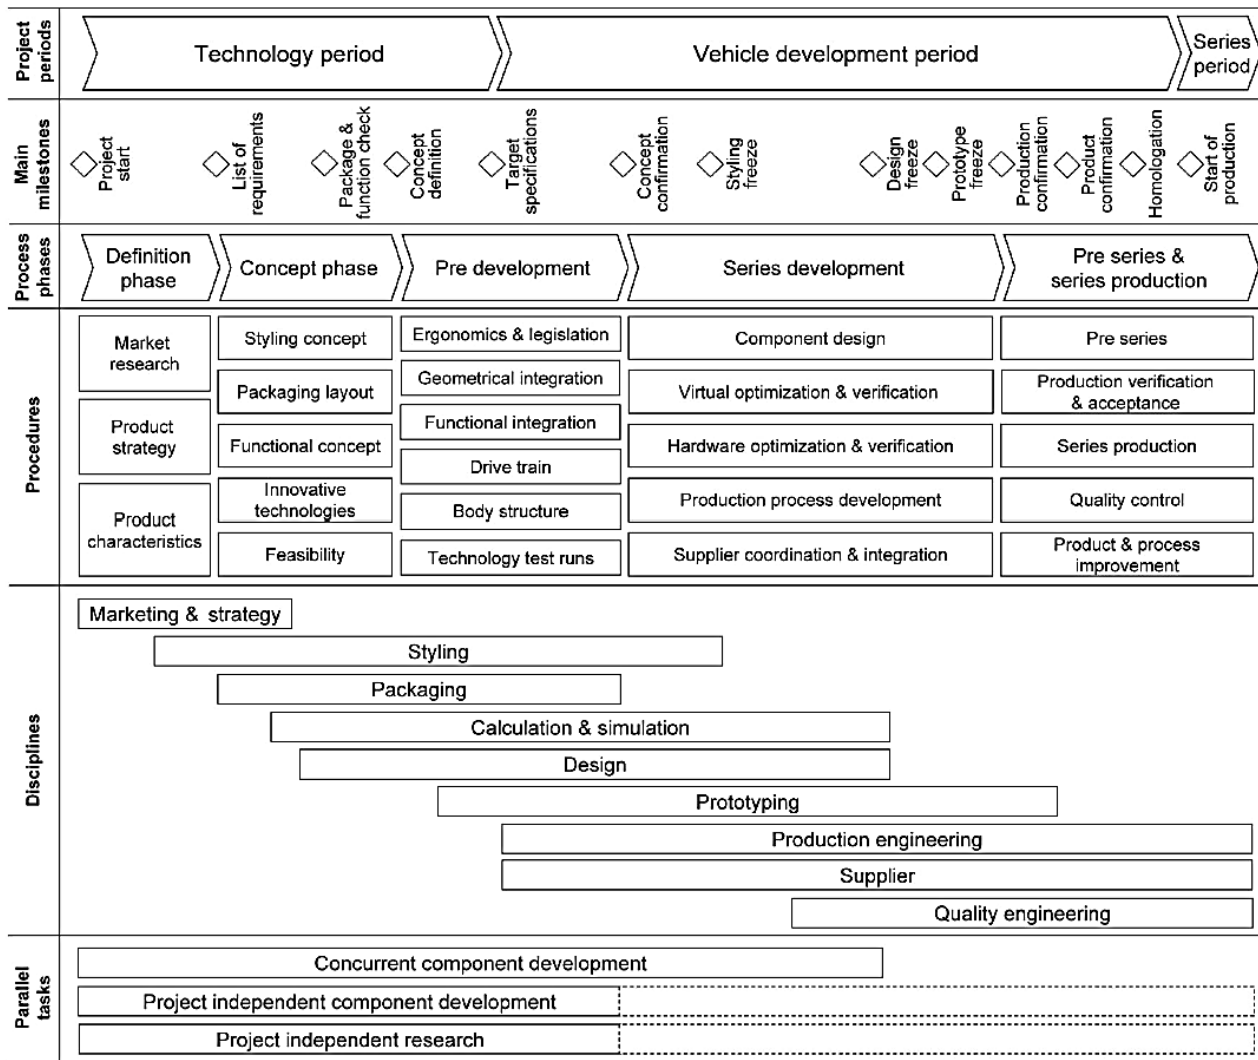 Project
periods
Technology period
Vehicle development period
Series
period
Main
milestones
Project
start
List of
requirements
Package &
function check
Concept
definition
Target
specifications
Concept
confirmation
Styling
freeze
Design
freeze
Prototype
freeze
Production
confirmation
Product
confirmation
Homologation
Start of
production
Process
phases
Definition
phase
Concept phase
Pre development
Series development
Pre series &
series production
Procedures
Market
research
Product
strategy
Product
characteristics
Styling concept
Packaging layout
Functional concept
Innovative
technologies
Feasibility
Ergonomics & legislation
Geometrical integration
Functional integration
Drive train
Body structure
Technology test runs
Component design
Virtual optimization & verification
Hardware optimization & verification
Production process development
Supplier coordination & integration
Pre series
Production verification
& acceptance
Series production
Quality control
Product & process
improvement
Disciplines
Marketing & strategy
Styling
Packaging
Calculation & simulation
Design
Prototyping
Production engineering
Supplier
Quality engineering
Parallel
tasks
Concurrent component development
Project independent component development
Project independent research